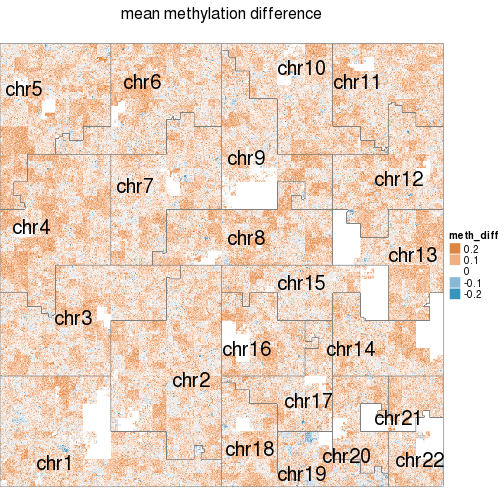 mean methylation difference
chr10
chr5
chr6
chr11
chr9
chr7
chr12
chr4
chr8
chr13
meth_diff
0.2
0.1
0
-0.1
-0.2
chr15
chr3
chr16
chr14
chr2
chr17
chr21
chr18
chr20
chr1
chr19
chr22